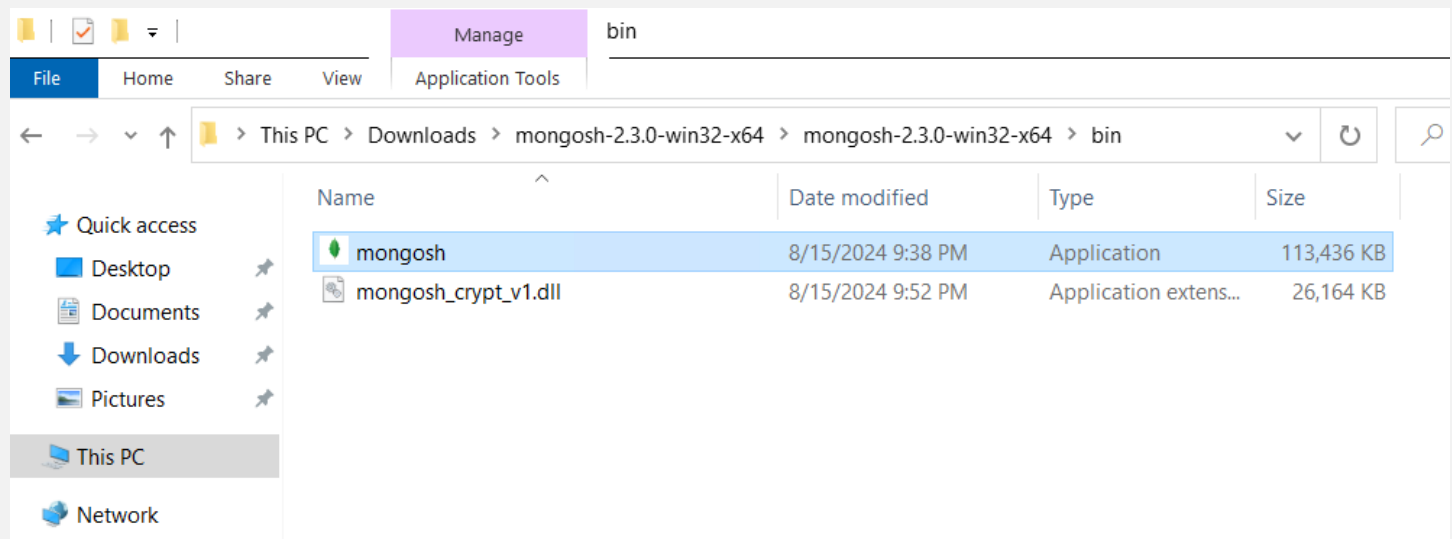 Manage bin
File Home Share View Application Tools
This PC > Downloads > mongosh-2.3.0-win32-x64 > mongosh-2.3.0-win32-x64 > bin
Name Date modified Type Size
Quick access
mongosh 8/15/2024 9:38 PM Application 113,436 KB
Desktop
mongosh_crypt_v1.dll 8/15/2024 9:52 PM Application extens... 26,164 KB
Documents
Downloads
Pictures
This PC
Network